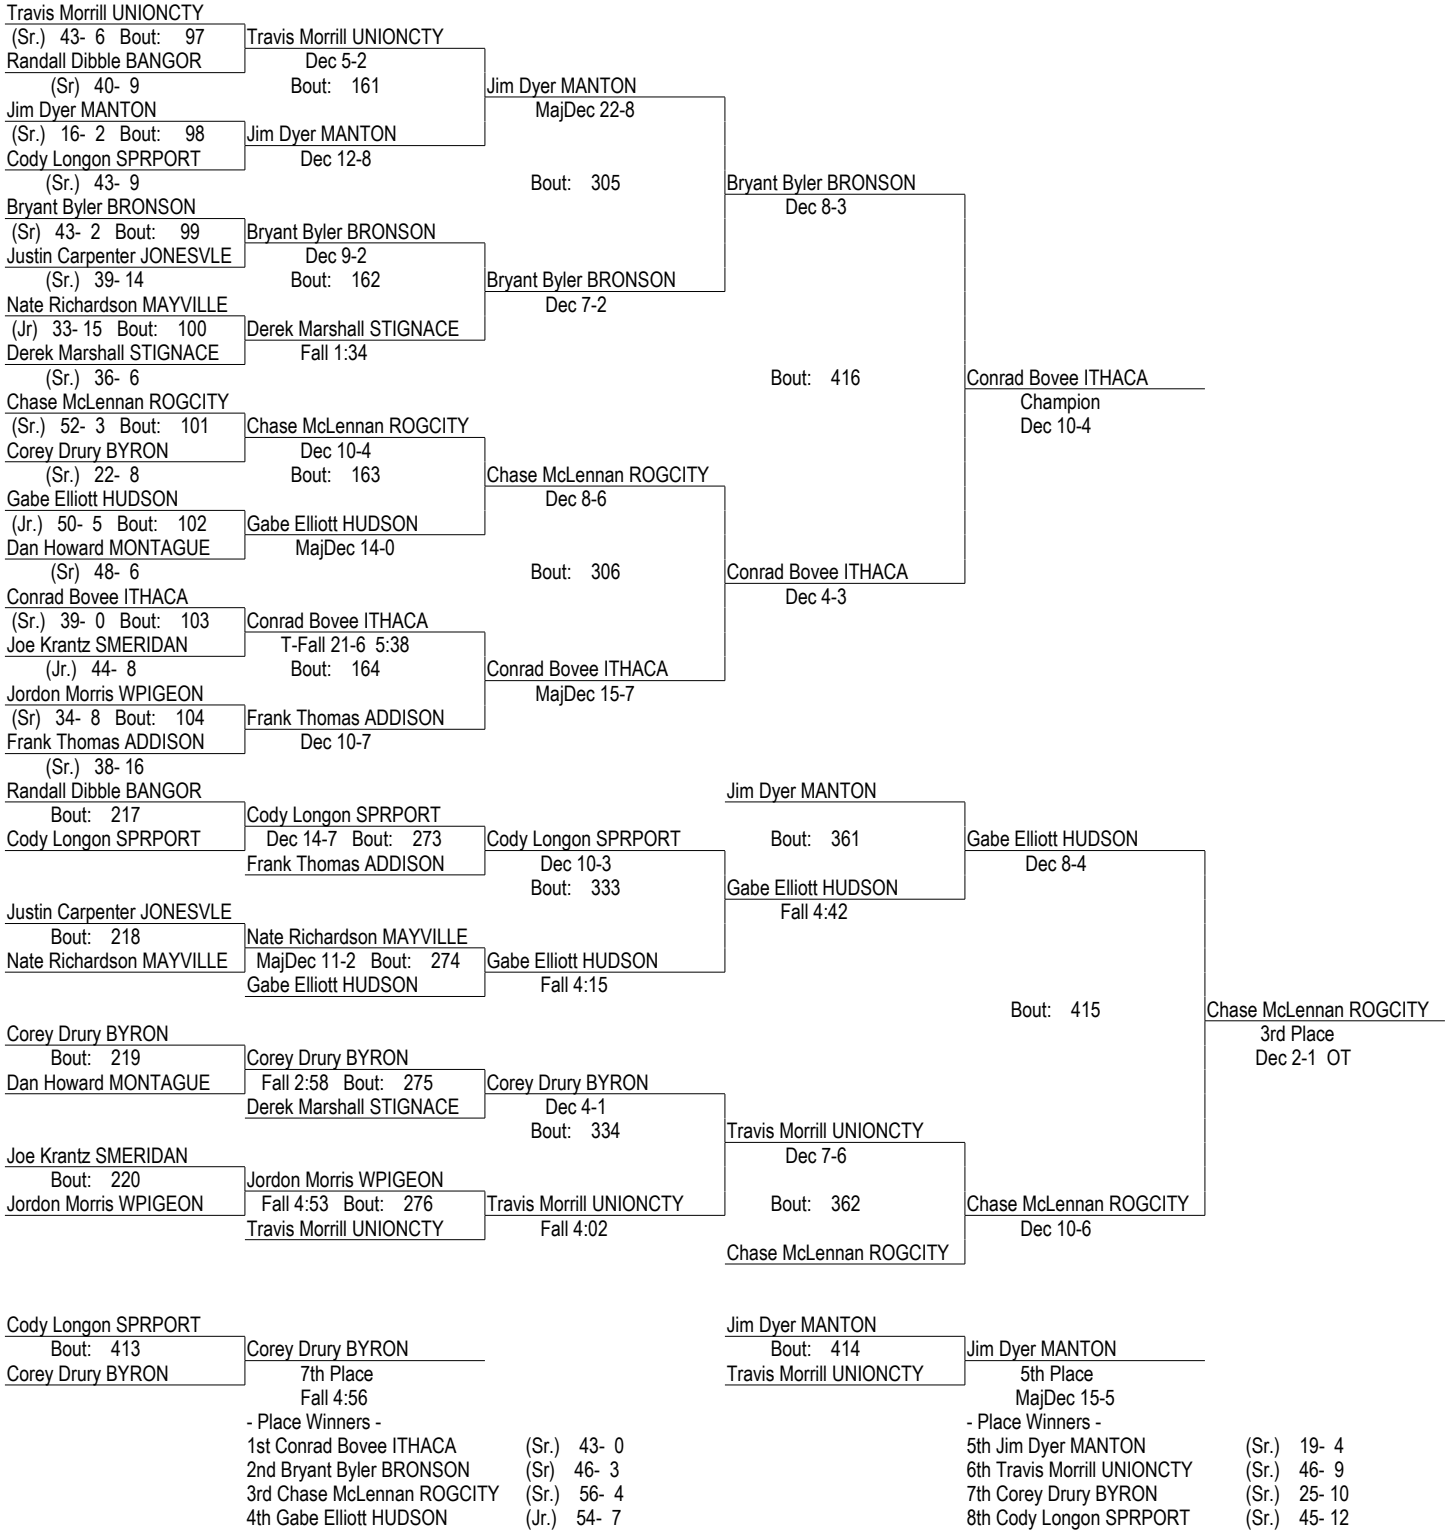 Travis Morrill UNIONCTY
(Sr.) 43- 6 Bout: 97 Travis Morrill UNIONCTY
Randall Dibble BANGOR Dec 5-2
(Sr) 40- 9 Bout: 161 Jim Dyer MANTON
Jim Dyer MANTON MajDec 22-8
(Sr.) 16- 2 Bout: 98 Jim Dyer MANTON
Cody Longon SPRPORT Dec 12-8
(Sr.) 43- 9 Bout: 305 Bryant Byler BRONSON
Bryant Byler BRONSON Dec 8-3
(Sr) 43- 2 Bout: 99 Bryant Byler BRONSON
Justin Carpenter JONESVLE Dec 9-2
(Sr.) 39- 14 Bout: 162 Bryant Byler BRONSON
Nate Richardson MAYVILLE Dec 7-2
(Jr) 33- 15 Bout: 100 Derek Marshall STIGNACE
Derek Marshall STIGNACE Fall 1:34
(Sr.) 36- 6 Bout: 416 Conrad Bovee ITHACA
Chase McLennan ROGCITY Champion
(Sr.) 52- 3 Bout: 101 Chase McLennan ROGCITY Dec 10-4
Corey Drury BYRON Dec 10-4
(Sr.) 22- 8 Bout: 163 Chase McLennan ROGCITY
Gabe Elliott HUDSON Dec 8-6
(Jr.) 50- 5 Bout: 102 Gabe Elliott HUDSON
Dan Howard MONTAGUE MajDec 14-0
(Sr) 48- 6 Bout: 306 Conrad Bovee ITHACA
Conrad Bovee ITHACA Dec 4-3
(Sr.) 39- 0 Bout: 103 Conrad Bovee ITHACA
Joe Krantz SMERIDAN T-Fall 21-6 5:38
(Jr.) 44- 8 Bout: 164 Conrad Bovee ITHACA
Jordon Morris WPIGEON MajDec 15-7
(Sr) 34- 8 Bout: 104 Frank Thomas ADDISON
Frank Thomas ADDISON Dec 10-7
(Sr.) 38- 16
Randall Dibble BANGOR Jim Dyer MANTON
Bout: 217 Cody Longon SPRPORT
Cody Longon SPRPORT Dec 14-7 Bout: 273 Cody Longon SPRPORT Bout: 361 Gabe Elliott HUDSON
Frank Thomas ADDISON Dec 10-3 Dec 8-4
Bout: 333 Gabe Elliott HUDSON
Justin Carpenter JONESVLE Fall 4:42
Bout: 218 Nate Richardson MAYVILLE
Nate Richardson MAYVILLE MajDec 11-2 Bout: 274 Gabe Elliott HUDSON
Gabe Elliott HUDSON Fall 4:15
Bout: 415 Chase McLennan ROGCITY
Corey Drury BYRON 3rd Place
Bout: 219 Corey Drury BYRON Dec 2-1 OT
Dan Howard MONTAGUE Fall 2:58 Bout: 275 Corey Drury BYRON
Derek Marshall STIGNACE Dec 4-1
Bout: 334 Travis Morrill UNIONCTY
Joe Krantz SMERIDAN Dec 7-6
Bout: 220 Jordon Morris WPIGEON
Jordon Morris WPIGEON Fall 4:53 Bout: 276 Travis Morrill UNIONCTY Bout: 362 Chase McLennan ROGCITY
Travis Morrill UNIONCTY Fall 4:02 Dec 10-6
Chase McLennan ROGCITY
Cody Longon SPRPORT Jim Dyer MANTON
Bout: 413 Corey Drury BYRON Bout: 414 Jim Dyer MANTON
Corey Drury BYRON 7th Place Travis Morrill UNIONCTY 5th Place
Fall 4:56 MajDec 15-5
- Place Winners - - Place Winners -
1st Conrad Bovee ITHACA (Sr.) 43- 0 5th Jim Dyer MANTON (Sr.) 19- 4
2nd Bryant Byler BRONSON (Sr) 46- 3 6th Travis Morrill UNIONCTY (Sr.) 46- 9
3rd Chase McLennan ROGCITY (Sr.) 56- 4 7th Corey Drury BYRON (Sr.) 25- 10
4th Gabe Elliott HUDSON (Jr.) 54- 7 8th Cody Longon SPRPORT (Sr.) 45- 12